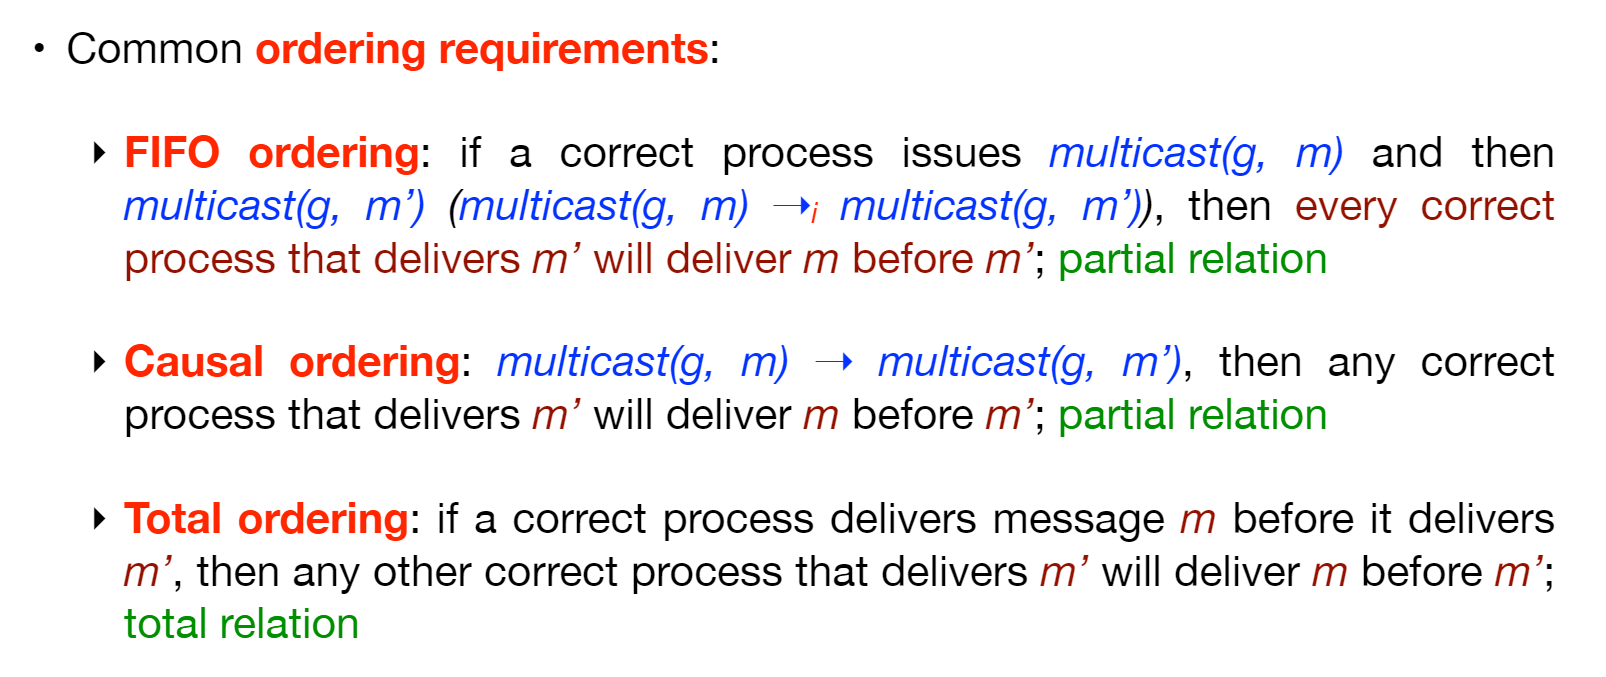 • Common ordering requirements:
‣ FIFO ordering: if a correct process issues multicast(g, m) and then
multicast(g, m’) (multicast(g, m) →i multicast(g, m’)), then every correct
process that delivers m’ will deliver m before m’; partial relation
‣ Causal ordering: multicast(g, m) → multicast(g, m’), then any correct
process that delivers m’ will deliver m before m’; partial relation
‣ Total ordering: if a correct process delivers message m before it delivers
m’, then any other correct process that delivers m’ will deliver m before m’;
total relation